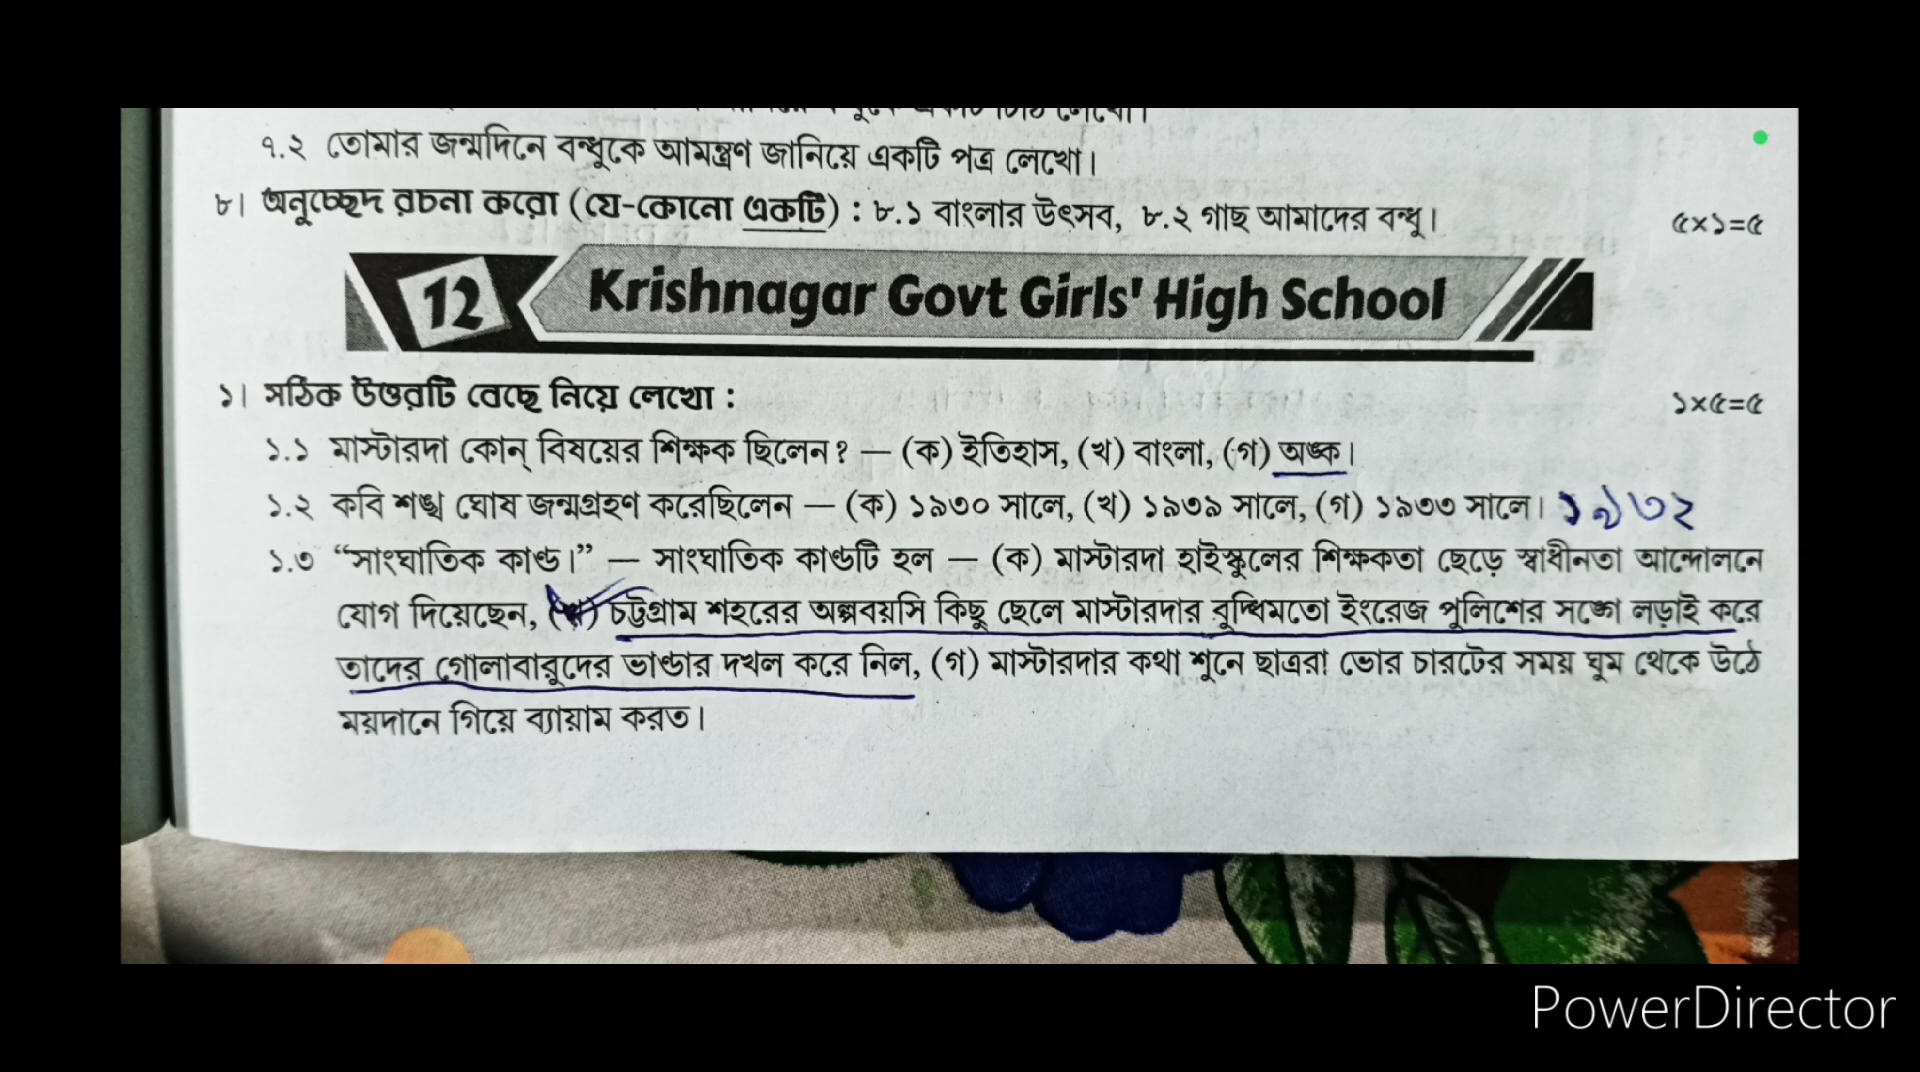 ৭.২ তোমার জন্মদিনে বন্ধুকে আমন্ত্রণ জানিয়ে একটি পত্র লেখো।
৮। অনুচ্ছেদ রচনা করো (যে-কোনো একটি) : ৮.১ বাংলার উৎসব, ৮.২ গাছ আমাদের বন্ধু। ৫×১=৫
12 Krishnagar Govt Girls' High School
১। সঠিক উত্তরটি বেছে নিয়ে লেখো : ১×৫=৫
১.১ মাস্টারদা কোন্ বিষয়ের শিক্ষক ছিলেন? — (ক) ইতিহাস, (খ) বাংলা, (গ) অঙ্ক।
১.২ কবি শঙ্খ ঘোষ জন্মগ্রহণ করেছিলেন — (ক) ১৯৩০ সালে, (খ) ১৯৩৯ সালে, (গ) ১৯৩৩ সালে। ১৯৩২
১.৩ “সাংঘাতিক কাণ্ড।” — সাংঘাতিক কাণ্ডটি হল — (ক) মাস্টারদা হাইস্কুলের শিক্ষকতা ছেড়ে স্বাধীনতা আন্দোলনে
যোগ দিয়েছেন, (খ) চট্টগ্রাম শহরের অল্পবয়সি কিছু ছেলে মাস্টারদার বুদ্ধিমতো ইংরেজ পুলিশের সঙ্গে লড়াই করে
তাদের গোলাবারুদের ভাণ্ডার দখল করে নিল, (গ) মাস্টারদার কথা শুনে ছাত্ররা ভোর চারটের সময় ঘুম থেকে উঠে
ময়দানে গিয়ে ব্যায়াম করত।
PowerDirector